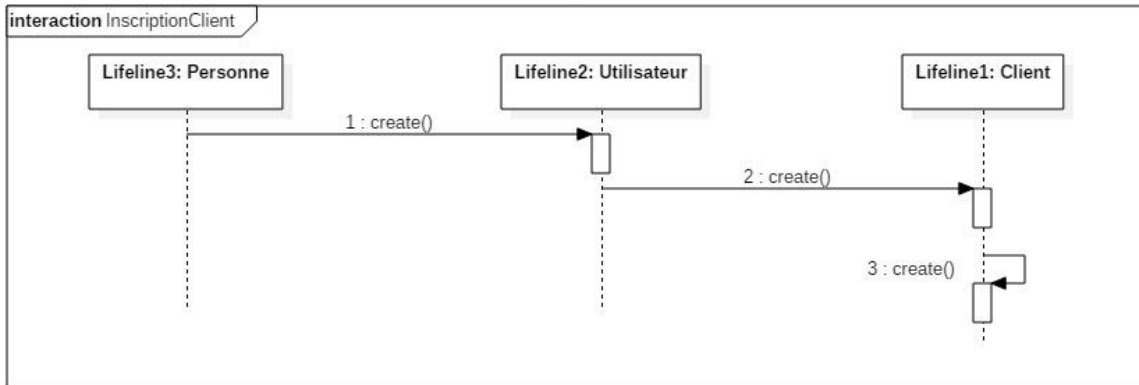 interaction InscriptionClient
Lifeline3: Personne
Lifeline2: Utilisateur
Lifeline1: Client
1 : create()
2 : create()
3 : create()